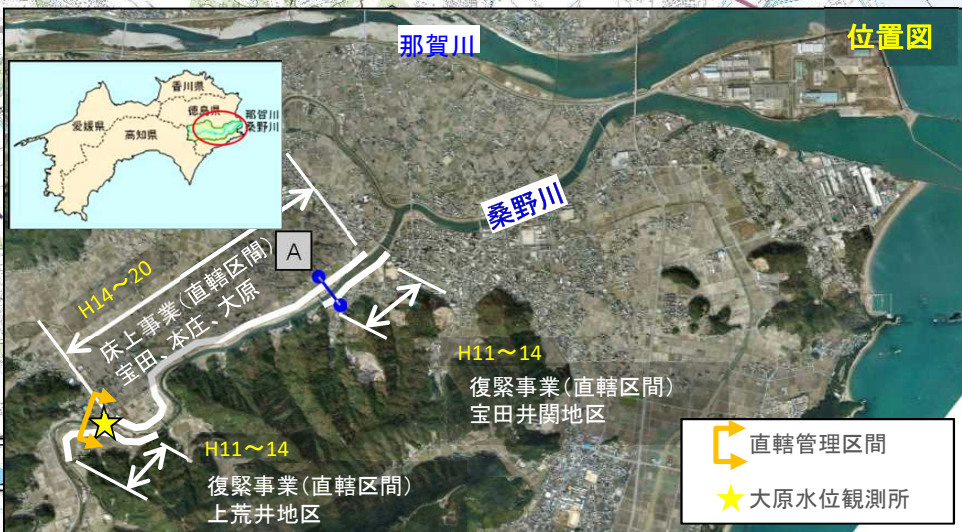 位置図
那賀川
香川県
徳島県
愛媛県
高知県
那賀川
桑野川
桑野川
A
H14～20
床上事業(直轄区間)
宝田、本庄、大原
H11～14
復緊事業(直轄区間)
宝田井関地区
H11～14
復緊事業(直轄区間)
上荒井地区
直轄管理区間
大原水位観測所